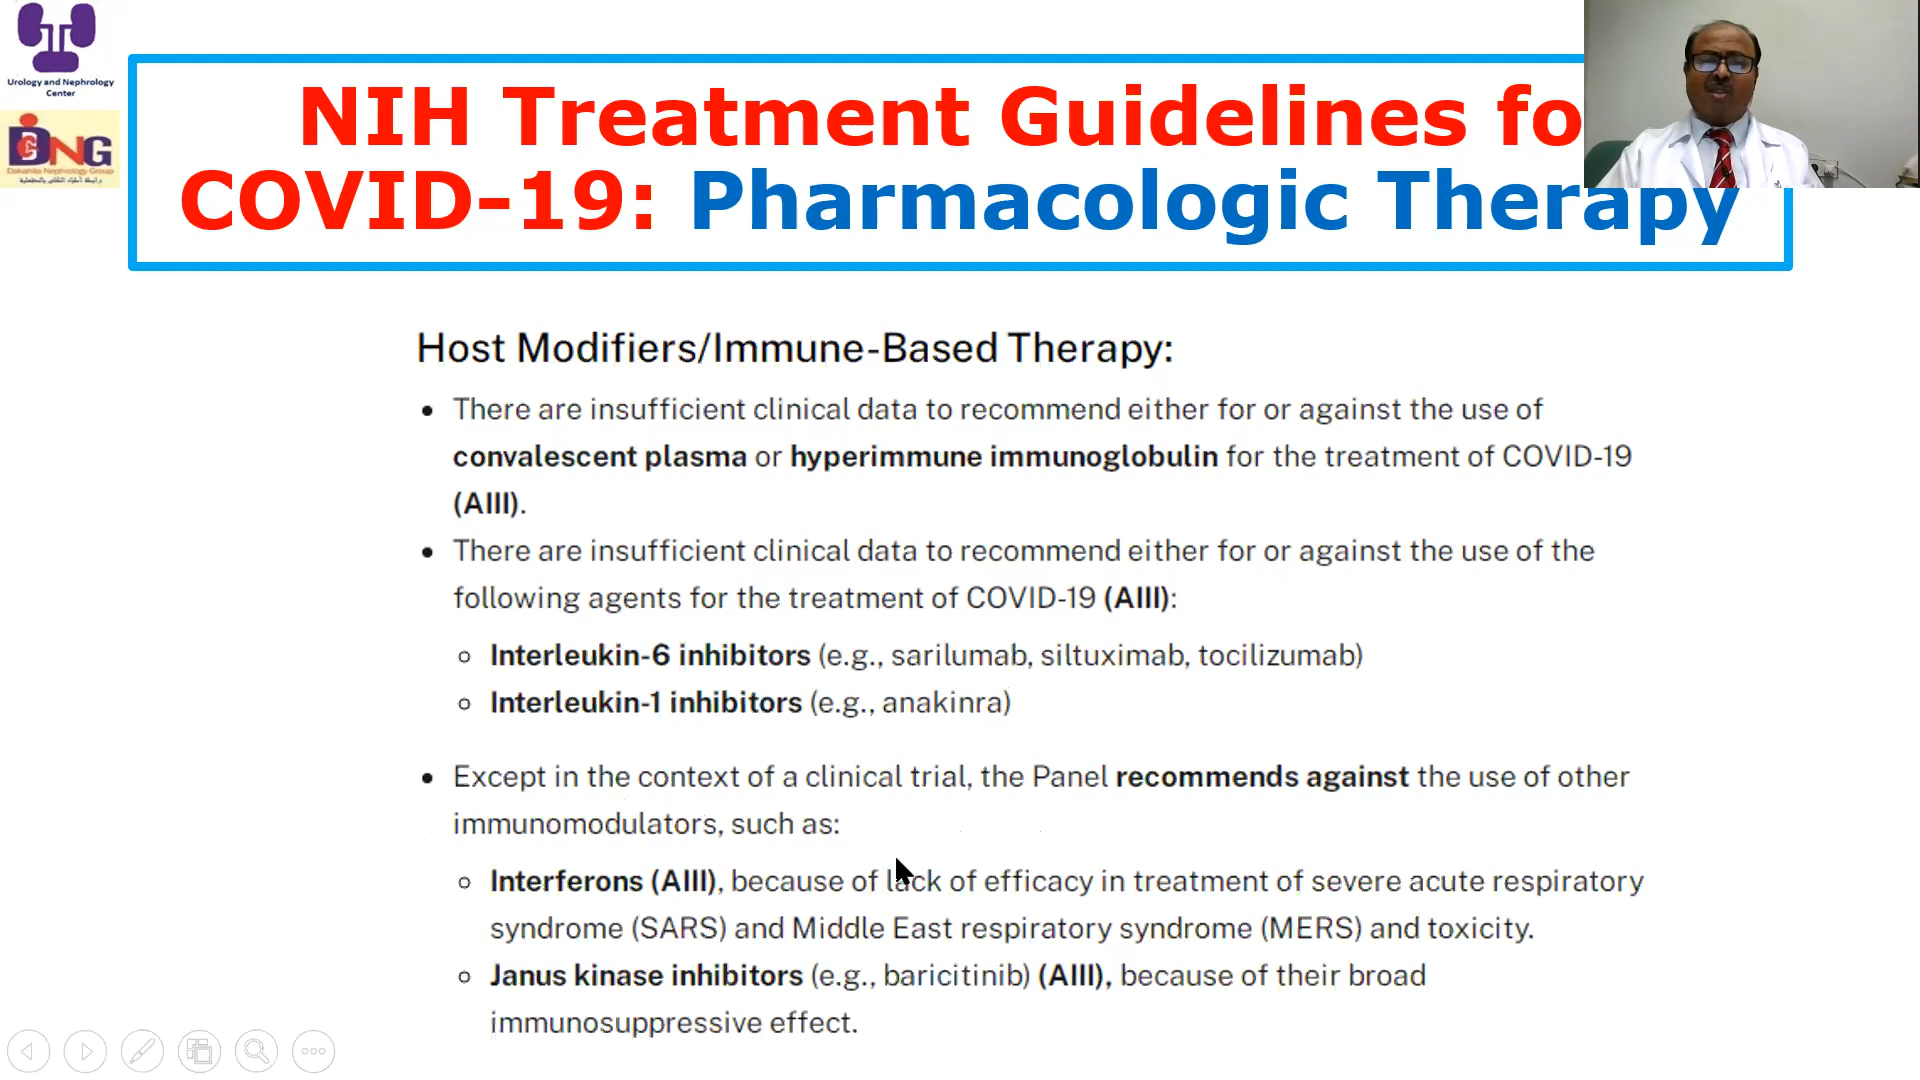 Urology and Nephrology
Center
DNG
Dakahlia Nephrology Group
NIH Treatment Guidelines fo
COVID-19: Pharmacologic Therapy
Host Modifiers/Immune-Based Therapy:
• There are insufficient clinical data to recommend either for or against the use of
convalescent plasma or hyperimmune immunoglobulin for the treatment of COVID-19
(AIII).
• There are insufficient clinical data to recommend either for or against the use of the
following agents for the treatment of COVID-19 (AIII):
○ Interleukin-6 inhibitors (e.g., sarilumab, siltuximab, tocilizumab)
○ Interleukin-1 inhibitors (e.g., anakinra)
• Except in the context of a clinical trial, the Panel recommends against the use of other
immunomodulators, such as:
○ Interferons (AIII), because of lack of efficacy in treatment of severe acute respiratory
syndrome (SARS) and Middle East respiratory syndrome (MERS) and toxicity.
○ Janus kinase inhibitors (e.g., baricitinib) (AIII), because of their broad
immunosuppressive effect.